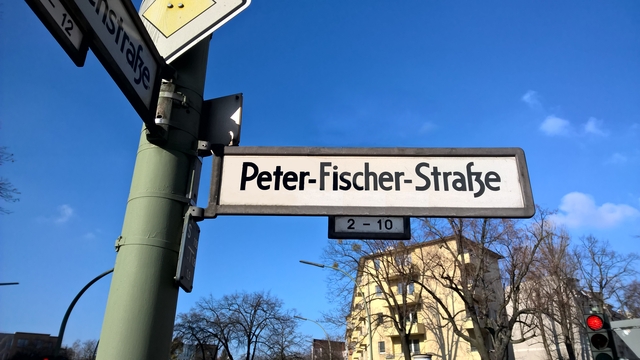 - 12
Peter-Fischer-Straße
2 - 10